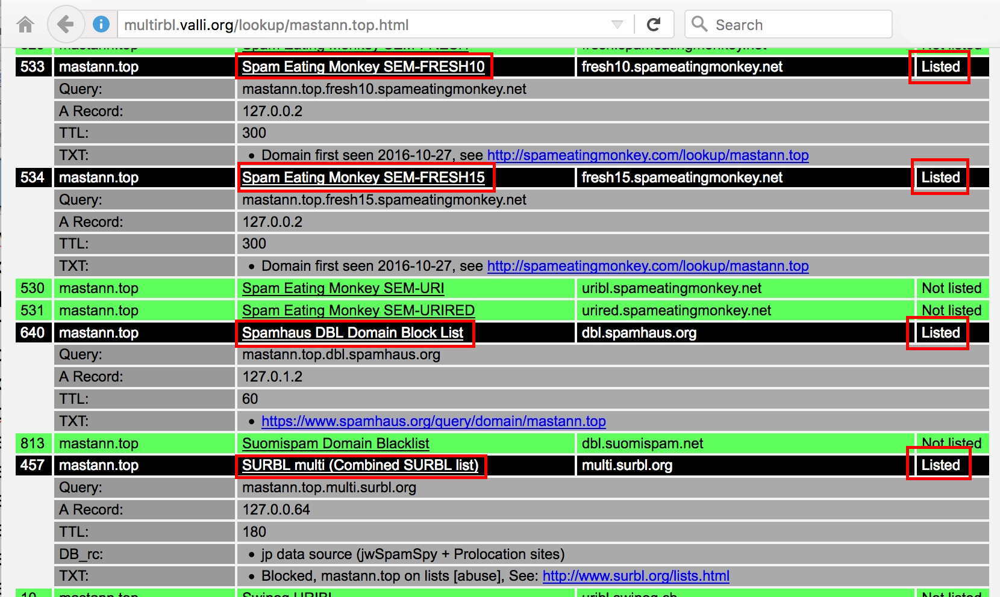 multirbl.valli.org/lookup/mastann.top.html Search
533 mastann.top Spam Eating Monkey SEM-FRESH10 fresh10.spameatingmonkey.net Listed
Query: mastann.top.fresh10.spameatingmonkey.net
A Record: 127.0.0.2
TTL: 300
TXT: • Domain first seen 2016-10-27, see http://spameatingmonkey.com/lookup/mastann.top
534 mastann.top Spam Eating Monkey SEM-FRESH15 fresh15.spameatingmonkey.net Listed
Query: mastann.top.fresh15.spameatingmonkey.net
A Record: 127.0.0.2
TTL: 300
TXT: • Domain first seen 2016-10-27, see http://spameatingmonkey.com/lookup/mastann.top
530 mastann.top Spam Eating Monkey SEM-URI uribl.spameatingmonkey.net Not listed
531 mastann.top Spam Eating Monkey SEM-URIRED urired.spameatingmonkey.net Not listed
640 mastann.top Spamhaus DBL Domain Block List dbl.spamhaus.org Listed
Query: mastann.top.dbl.spamhaus.org
A Record: 127.0.1.2
TTL: 60
TXT: • https://www.spamhaus.org/query/domain/mastann.top
813 mastann.top Suomispam Domain Blacklist dbl.suomispam.net Not listed
457 mastann.top SURBL multi (Combined SURBL list) multi.surbl.org Listed
Query: mastann.top.multi.surbl.org
A Record: 127.0.0.64
TTL: 180
DB_rc: • jp data source (jwSpamSpy + Prolocation sites)
TXT: • Blocked, mastann.top on lists [abuse], See: http://www.surbl.org/lists.html